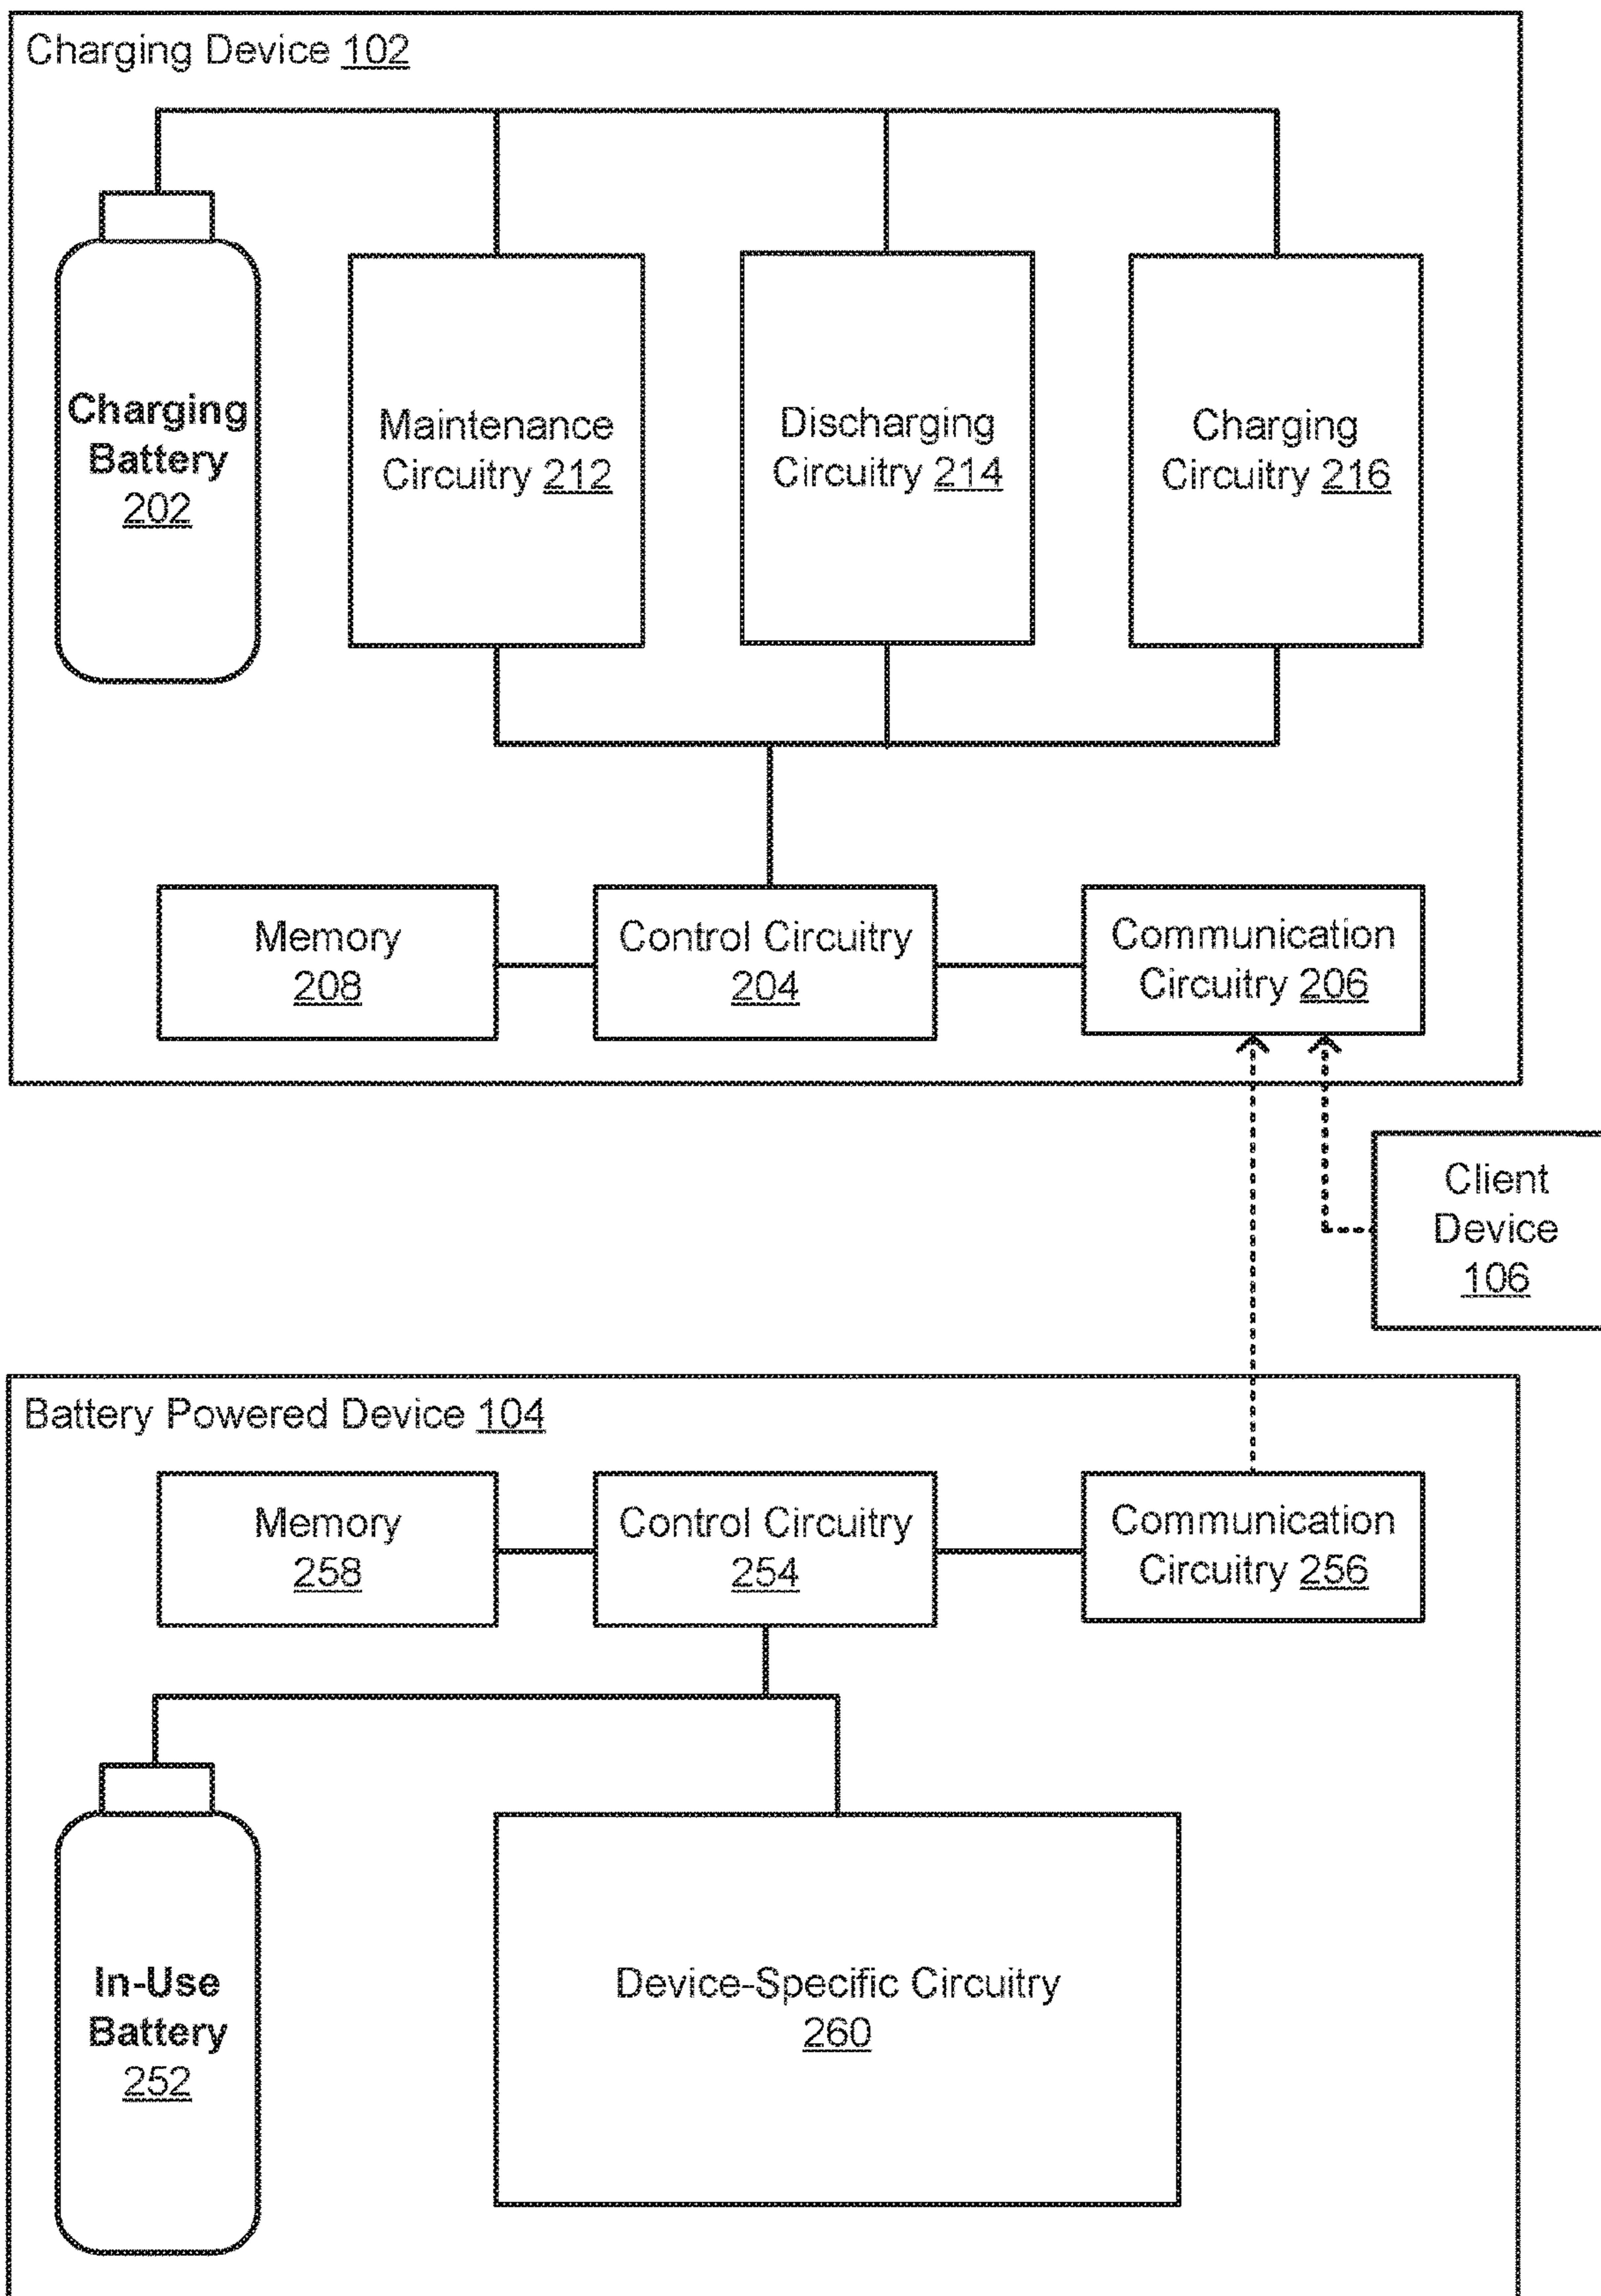 Charging Device 102
Charging
Battery
202
Maintenance
Circuitry 212
Discharging
Circuitry 214
Charging
Circuitry 216
Memory
208
Control Circuitry
204
Communication
Circuitry 206
Client
Device
106
Battery Powered Device 104
Memory
258
Control Circuitry
254
Communication
Circuitry 256
In-Use
Battery
252
Device-Specific Circuitry
260